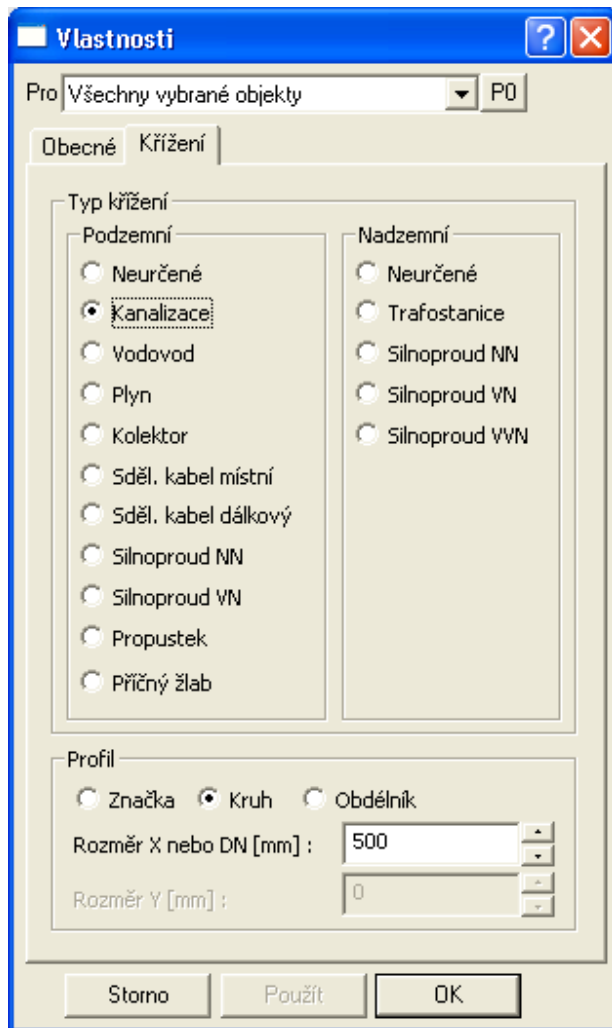 Vlastnosti
Pro Všechny vybrané objekty P0
Obecné Křížení
Typ křížení
Podzemní
Neurčené
Kanalizace
Vodovod
Plyn
Kolektor
Sděl. kabel místní
Sděl. kabel dálkový
Silnoproud NN
Silnoproud VN
Propustek
Příčný žlab
Nadzemní
Neurčené
Trafostanice
Silnoproud NN
Silnoproud VN
Silnoproud VVN
Profil
Značka Kruh Obdélník
Rozměr X nebo DN [mm] : 500
Rozměr Y [mm] : 0
Storno Použít OK